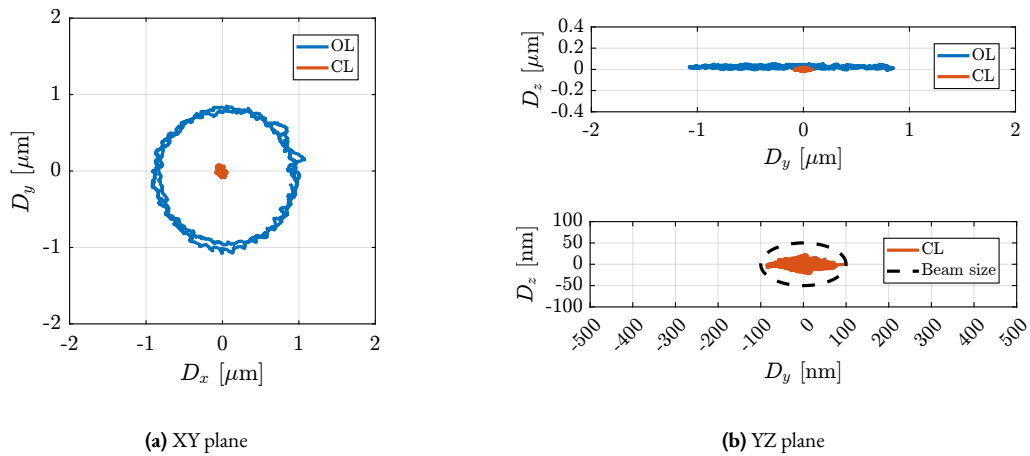 2
1
0
-1
-2
-2
-1
0
1
2
D_y [μm]
D_x [μm]
OL
CL
(a) XY plane
0.4
0.2
0
-0.2
-0.4
-2
-1
0
1
2
D_z [μm]
D_y [μm]
OL
CL
100
50
0
-50
-100
-500
-400
-300
-200
-100
0
100
200
300
400
500
D_z [nm]
D_y [nm]
CL
Beam size
(b) YZ plane